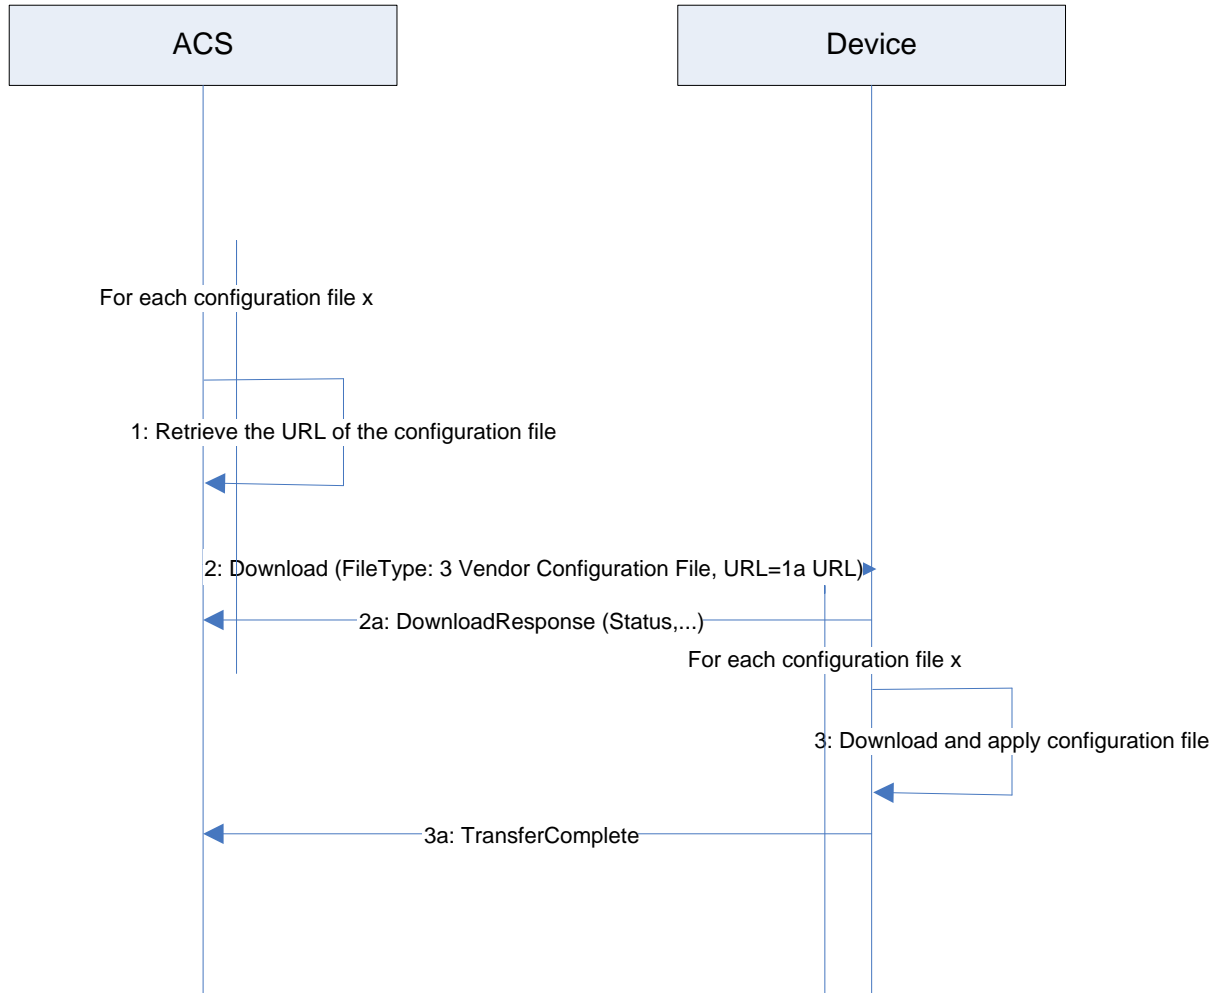 ACS
Device
For each configuration file x
1: Retrieve the URL of the configuration file
2: Download (FileType: 3 Vendor Configuration File, URL=1a URL)
2a: DownloadResponse (Status,...)
For each configuration file x
3: Download and apply configuration file
3a: TransferComplete